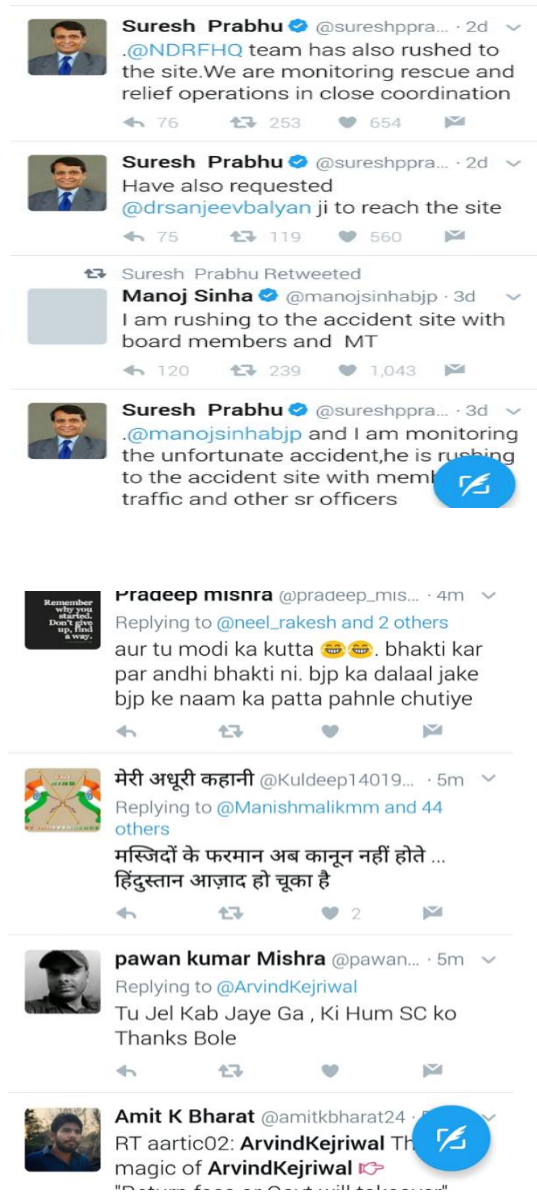 Suresh Prabhu @sureshppra... · 2d
.@NDRFHQ team has also rushed to
the site.We are monitoring rescue and
relief operations in close coordination
76 253 654
Suresh Prabhu @sureshppra... · 2d
Have also requested
@drsanjeevbalyan ji to reach the site
75 119 560
Suresh Prabhu Retweeted
Manoj Sinha @manojsinhabjp · 3d
I am rushing to the accident site with
board members and MT
120 239 1,043
Suresh Prabhu @sureshppra... · 3d
.@manojsinhabjp and I am monitoring
the unfortunate accident,he is rushing
to the accident site with
traffic and other sr officers
Remember
why you
started.
Don't give
up, find
a way.
Pradeep mishra @pradeep_mis... · 4m
Replying to @neel_rakesh and 2 others
aur tu modi ka kutta 😂😂. bhakti kar
par andhi bhakti ni. bjp ka dalaal jake
bjp ke naam ka patta pahnle chutiye
मेरी अधूरी कहानी @Kuldeep14019... · 5m
Replying to @Manishmalikmm and 44
others
मस्जिदों के फरमान अब कानून नहीं होते ...
हिंदुस्तान आज़ाद हो चूका है
2
pawan kumar Mishra @pawan... · 5m
Replying to @ArvindKejriwal
Tu Jel Kab Jaye Ga , Ki Hum SC ko
Thanks Bole
Amit K Bharat @amitkbharat24 ·
RT aartic02: ArvindKejriwal
magic of ArvindKejriwal 👉
"Return fees or Govt will takeover"